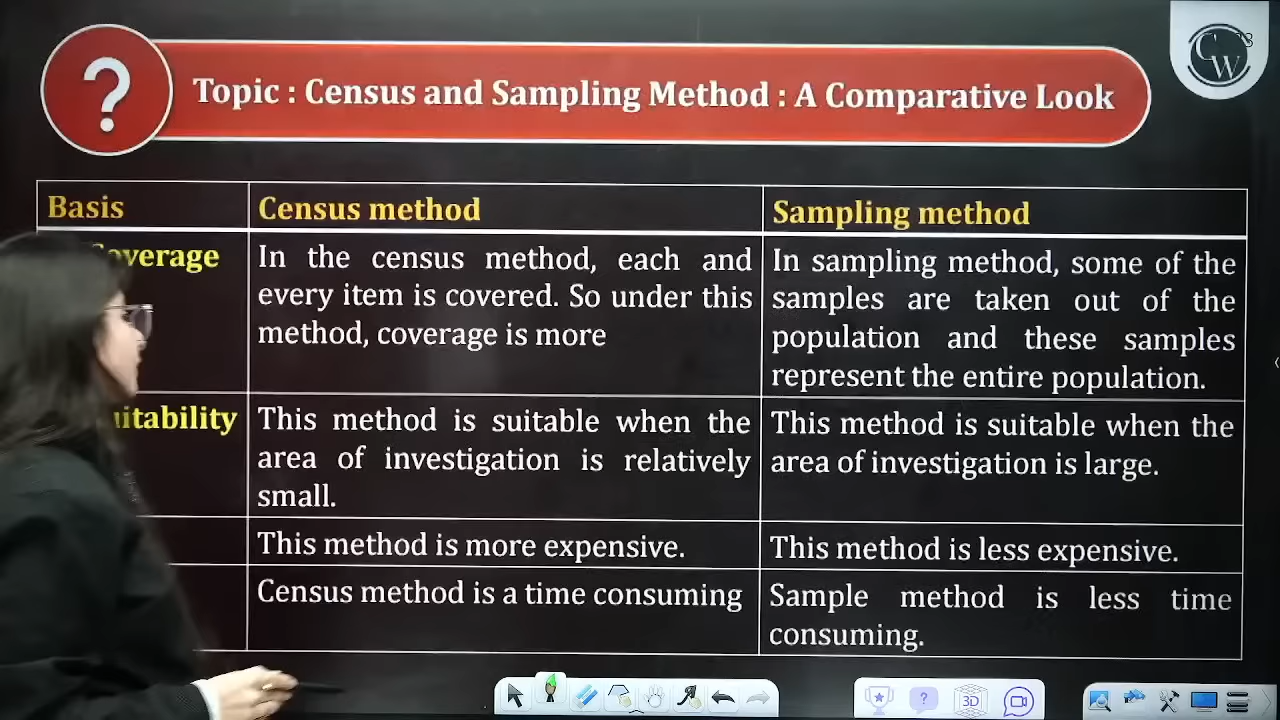 ?
Topic : Census and Sampling Method : A Comparative Look
CW
Basis
Census method
Sampling method
Coverage
In the census method, each and
every item is covered. So under this
method, coverage is more
In sampling method, some of the
samples are taken out of the
population and these samples
represent the entire population.
uitability
This method is suitable when the
area of investigation is relatively
small.
This method is suitable when the
area of investigation is large.
This method is more expensive.
This method is less expensive.
Census method is a time consuming
Sample method is less time
consuming.
?
3D